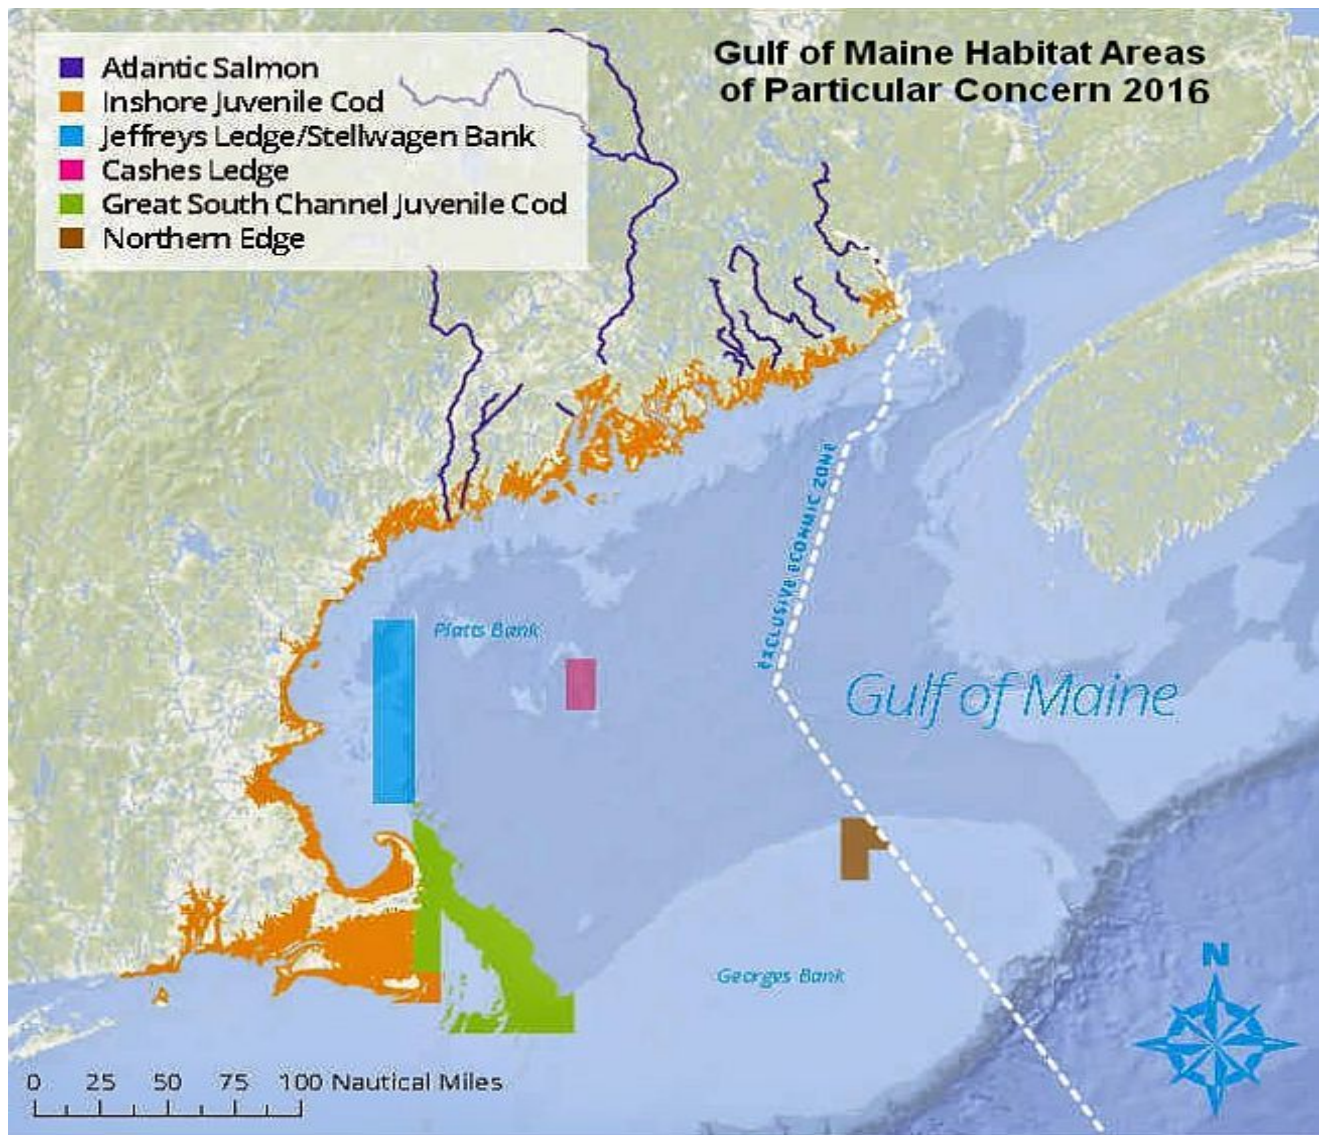 Gulf of Maine Habitat Areas
of Particular Concern 2016
Atlantic Salmon
Inshore Juvenile Cod
Jeffreys Ledge/Stellwagen Bank
Cashes Ledge
Great South Channel Juvenile Cod
Northern Edge
EXCLUSIVE ECONMIC ZONE
Platts Bank
Gulf of Maine
Georges Bank
N
0 25 50 75 100 Nautical Miles